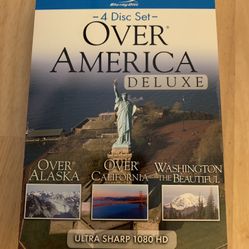 Blu-ray Disc
–4 Disc Set–
OVER
AMERICA
DELUXE
OVER ALASKA
OVER CALIFORNIA
WASHINGTON THE BEAUTIFUL
ULTRA SHARP 1080 HD